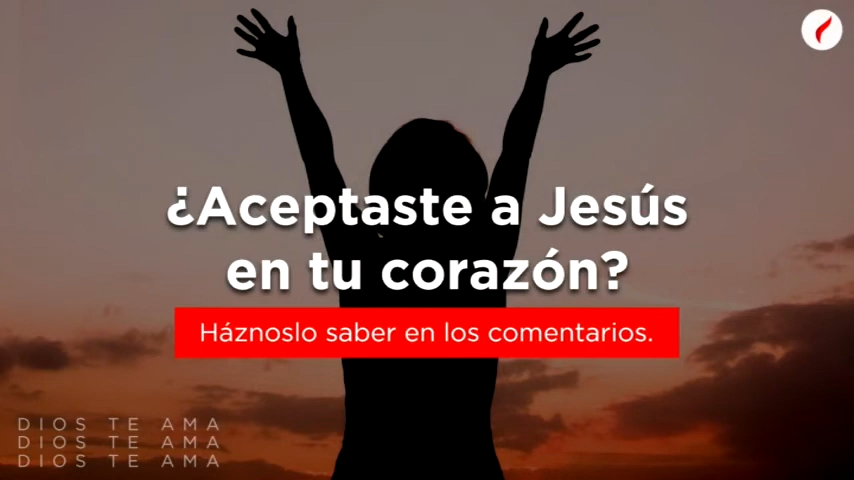 ¿Aceptaste a Jesús
en tu corazón?
Háznoslo saber en los comentarios.
DIOS TE AMA
DIOS TE AMA
DIOS TE AMA